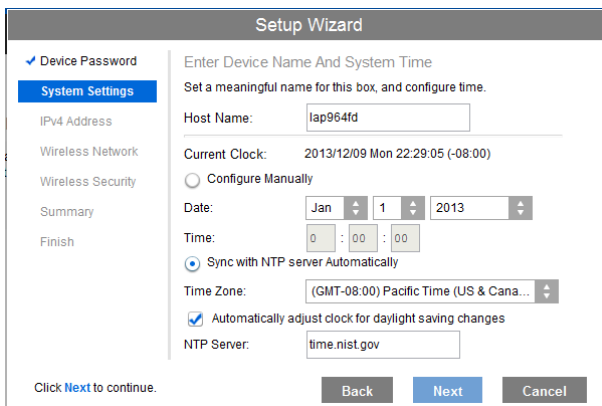 Setup Wizard
Device Password
System Settings
IPv4 Address
Wireless Network
Wireless Security
Summary
Finish
Enter Device Name And System Time
Set a meaningful name for this box, and configure time.
Host Name: lap964fd
Current Clock: 2013/12/09 Mon 22:29:05 (-08:00)
Configure Manually
Date: Jan 1 2013
Time: 0 : 00 : 00
Sync with NTP server Automatically
Time Zone: (GMT-08:00) Pacific Time (US & Cana...
Automatically adjust clock for daylight saving changes
NTP Server: time.nist.gov
Click Next to continue.
Back Next Cancel